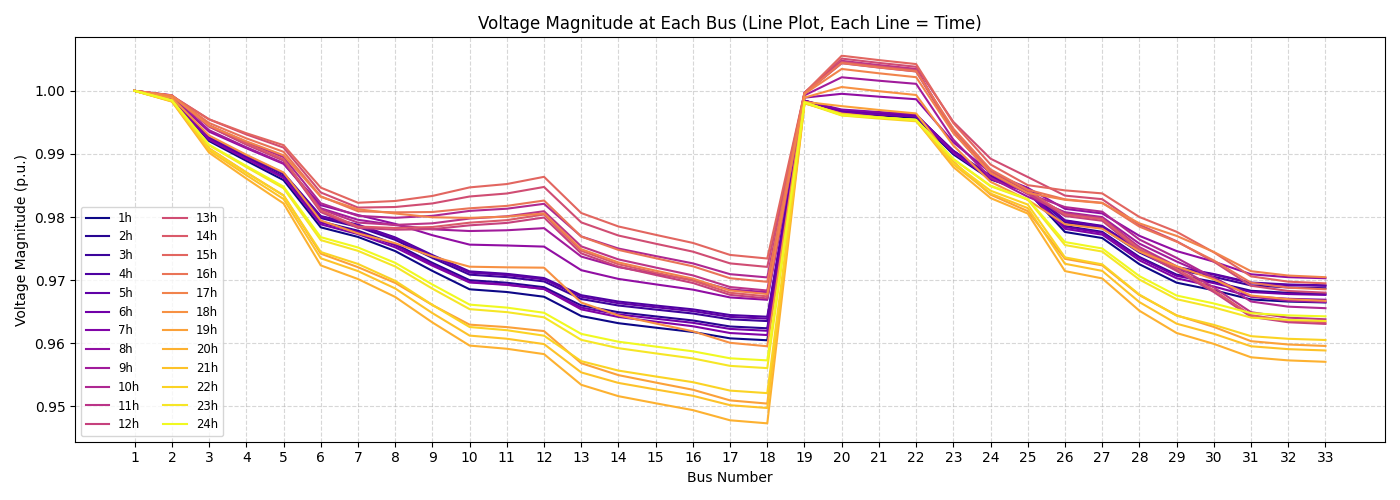 Voltage Magnitude at Each Bus (Line Plot, Each Line = Time)
Voltage Magnitude (p.u.)
1.00
0.99
0.98
0.97
0.96
0.95
1h 13h
2h 14h
3h 15h
4h 16h
5h 17h
6h 18h
7h 19h
8h 20h
9h 21h
10h 22h
11h 23h
12h 24h
1 2 3 4 5 6 7 8 9 10 11 12 13 14 15 16 17 18 19 20 21 22 23 24 25 26 27 28 29 30 31 32 33
Bus Number